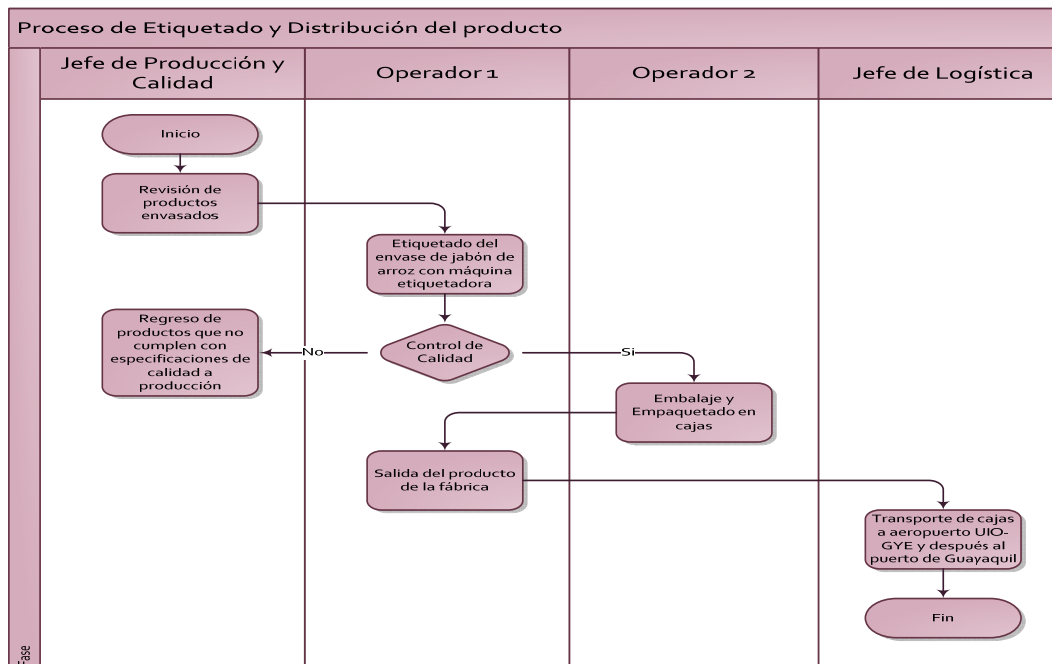 Proceso de Etiquetado y Distribución del producto
Jefe de Producción y
Calidad
Operador 1
Operador 2
Jefe de Logística
Inicio
Revisión de
productos
envasados
Etiquetado del
envase de jabón de
arroz con máquina
etiquetadora
Regreso de
productos que no
cumplen con
especificaciones de
calidad a
producción
No
Control de
Calidad
Si
Embalaje y
Empaquetado en
cajas
Salida del producto
de la fábrica
Transporte de cajas
a aeropuerto UIO-
GYE y después al
puerto de Guayaquil
Fin
Fase